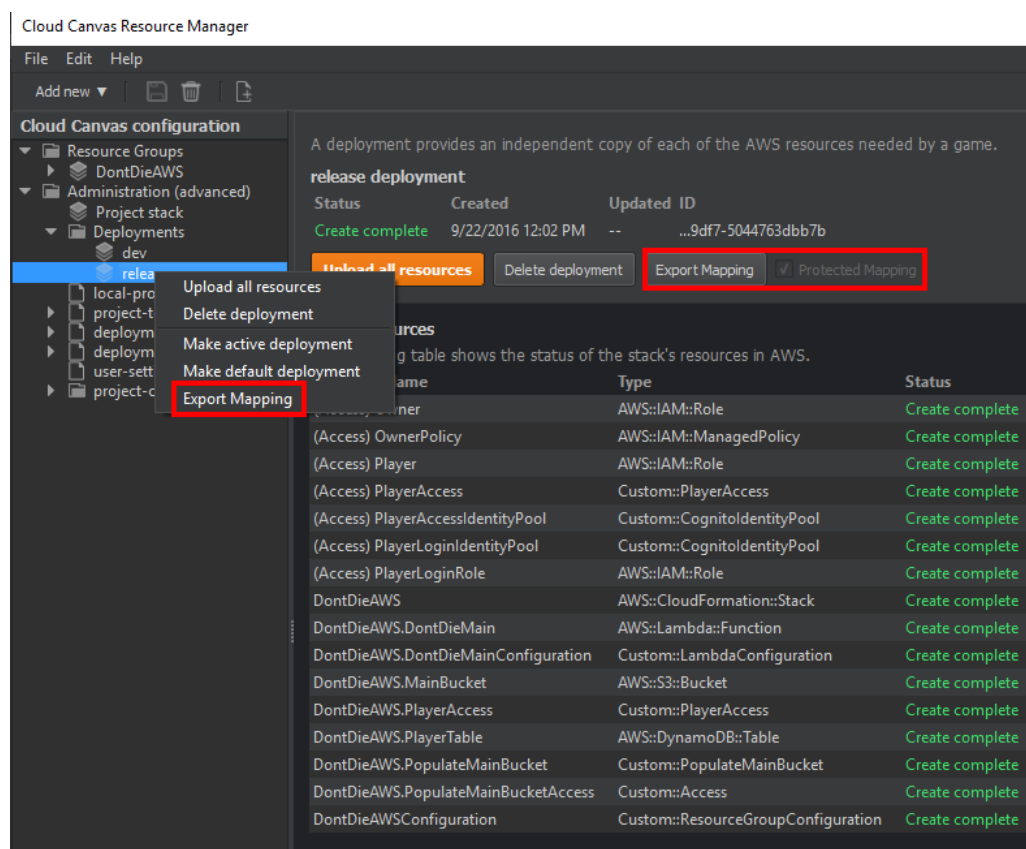 Cloud Canvas Resource Manager
File Edit Help
Add new ▼
Cloud Canvas configuration
Resource Groups
DontDieAWS
Administration (advanced)
Project stack
Deployments
dev
relea
local-pro
project-t
deploym
deploym
user-sett
project-c
Upload all resources
Delete deployment
Make active deployment
Make default deployment
Export Mapping
A deployment provides an independent copy of each of the AWS resources needed by a game.
release deployment
Status Created Updated ID
Create complete 9/22/2016 12:02 PM -- ...9df7-5044763dbb7b
Upload all resources Delete deployment Export Mapping Protected Mapping
urces
g table shows the status of the stack's resources in AWS.
ame Type Status
(Access) Owner AWS::IAM::Role Create complete
(Access) OwnerPolicy AWS::IAM::ManagedPolicy Create complete
(Access) Player AWS::IAM::Role Create complete
(Access) PlayerAccess Custom::PlayerAccess Create complete
(Access) PlayerAccessIdentityPool Custom::CognitoIdentityPool Create complete
(Access) PlayerLoginIdentityPool Custom::CognitoIdentityPool Create complete
(Access) PlayerLoginRole AWS::IAM::Role Create complete
DontDieAWS AWS::CloudFormation::Stack Create complete
DontDieAWS.DontDieMain AWS::Lambda::Function Create complete
DontDieAWS.DontDieMainConfiguration Custom::LambdaConfiguration Create complete
DontDieAWS.MainBucket AWS::S3::Bucket Create complete
DontDieAWS.PlayerAccess Custom::PlayerAccess Create complete
DontDieAWS.PlayerTable AWS::DynamoDB::Table Create complete
DontDieAWS.PopulateMainBucket Custom::PopulateMainBucket Create complete
DontDieAWS.PopulateMainBucketAccess Custom::Access Create complete
DontDieAWSConfiguration Custom::ResourceGroupConfiguration Create complete